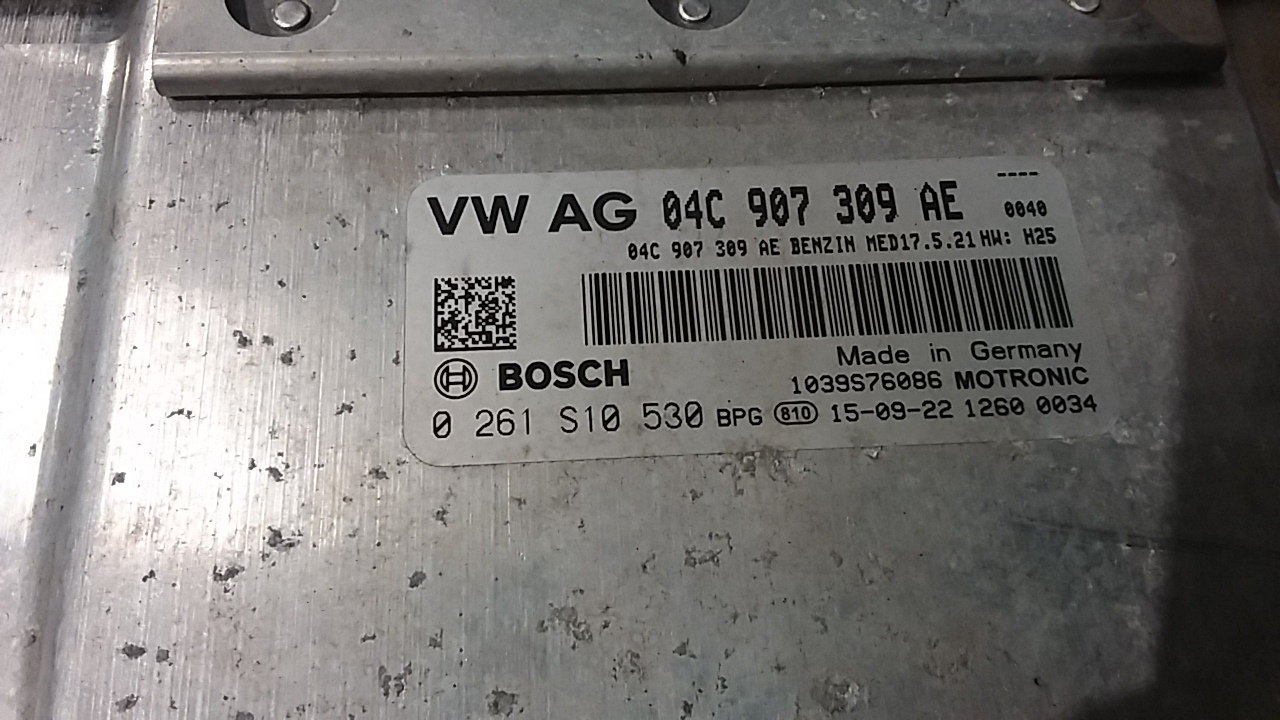 ----
VW AG 04C 907 309 AE 0040
04C 907 309 AE BENZIN MED17.5.21 HW: H25
Made in Germany
BOSCH 1039S76086 MOTRONIC
0 261 S10 530 BPG 810 15-09-22 1260 0034